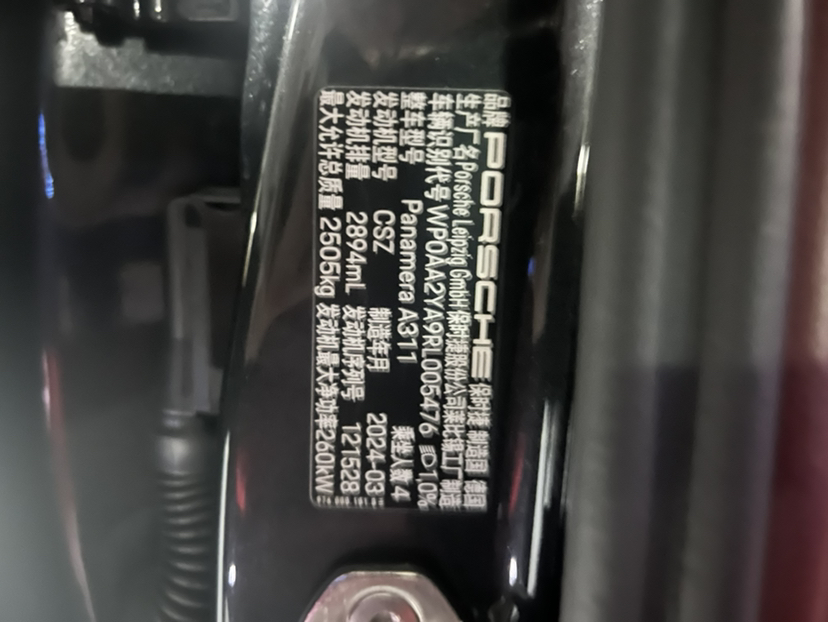 品牌 PORSCHE 保时捷 制造国 德国
生产厂名 Porsche Leipzig GmbH 保时捷股份公司莱比锡工厂 制造
车辆识别代号 WP0AA2YA9RL005476 10%
整车型号 Panamera A311 乘坐人数 4
发动机型号 CSZ 制造年月 2024-03
发动机排量 2894mL 发动机序列号 121528
最大允许总质量 2505kg 发动机最大净功率 260kW